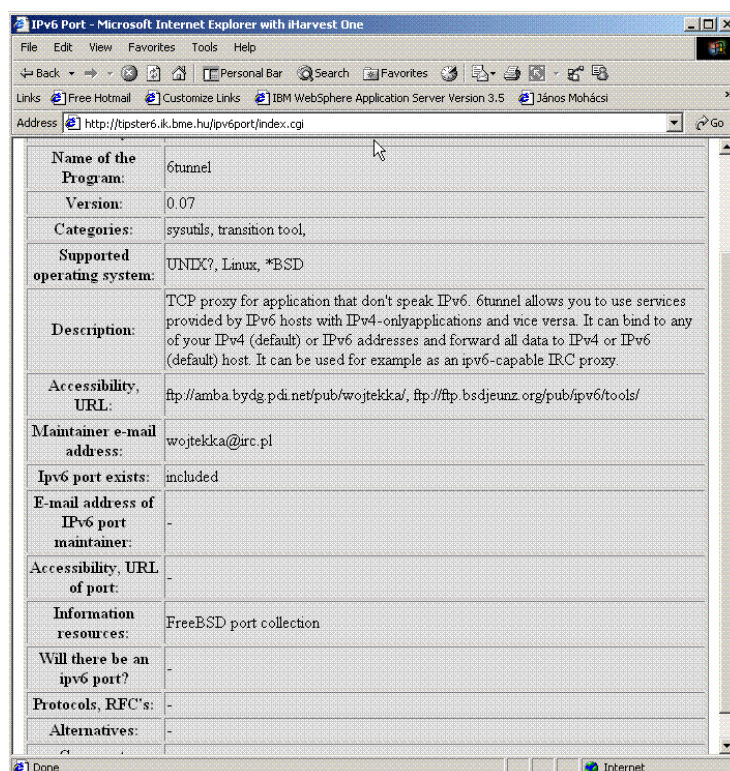 IPv6 Port - Microsoft Internet Explorer with iHarvest One
File Edit View Favorites Tools Help
Back Personal Bar Search Favorites
Links Free Hotmail Customize Links IBM WebSphere Application Server Version 3.5 János Mohácsi »
Address http://tipster6.ik.bme.hu/ipv6port/index.cgi Go
Name of the
Program:
6tunnel
Version: 0.07
Categories: sysutils, transition tool,
Supported
operating system:
UNIX?, Linux, *BSD
Description:
TCP proxy for application that don't speak IPv6. 6tunnel allows you to use services
provided by IPv6 hosts with IPv4-onlyapplications and vice versa. It can bind to any
of your IPv4 (default) or IPv6 addresses and forward all data to IPv4 or IPv6
(default) host. It can be used for example as an ipv6-capable IRC proxy.
Accessibility,
URL:
ftp://amba.bydg.pdi.net/pub/wojtekka/, ftp://ftp.bsdjeunz.org/pub/ipv6/tools/
Maintainer e-mail
address:
wojtekka@irc.pl
Ipv6 port exists: included
E-mail address of
IPv6 port
maintainer:
-
Accessibility, URL
of port:
-
Information
resources:
FreeBSD port collection
Will there be an
ipv6 port?
-
Protocols, RFC's: -
Alternatives: -
Done Internet